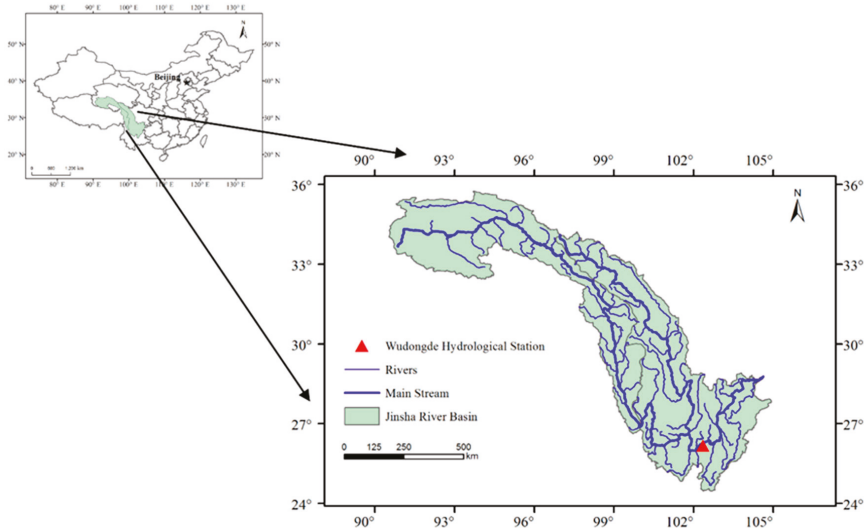 70° E 80° E 90° E 100° E 110° E 120° E 130° E
N
50° N 50° N
Beijing
40° N 40° N
30° N 30° N
20° N 20° N
70° E 80° E 90° E 100° E 110° E 120° E 130° E
90° 93° 96° 99° 102° 105°
36° 36°
N
33° 33°
30° 30°
Wudongde Hydrological Station
Rivers
Main Stream
Jinsha River Basin
27° 27°
0 125 250 500
km
24° 24°
90° 93° 96° 99° 102° 105°